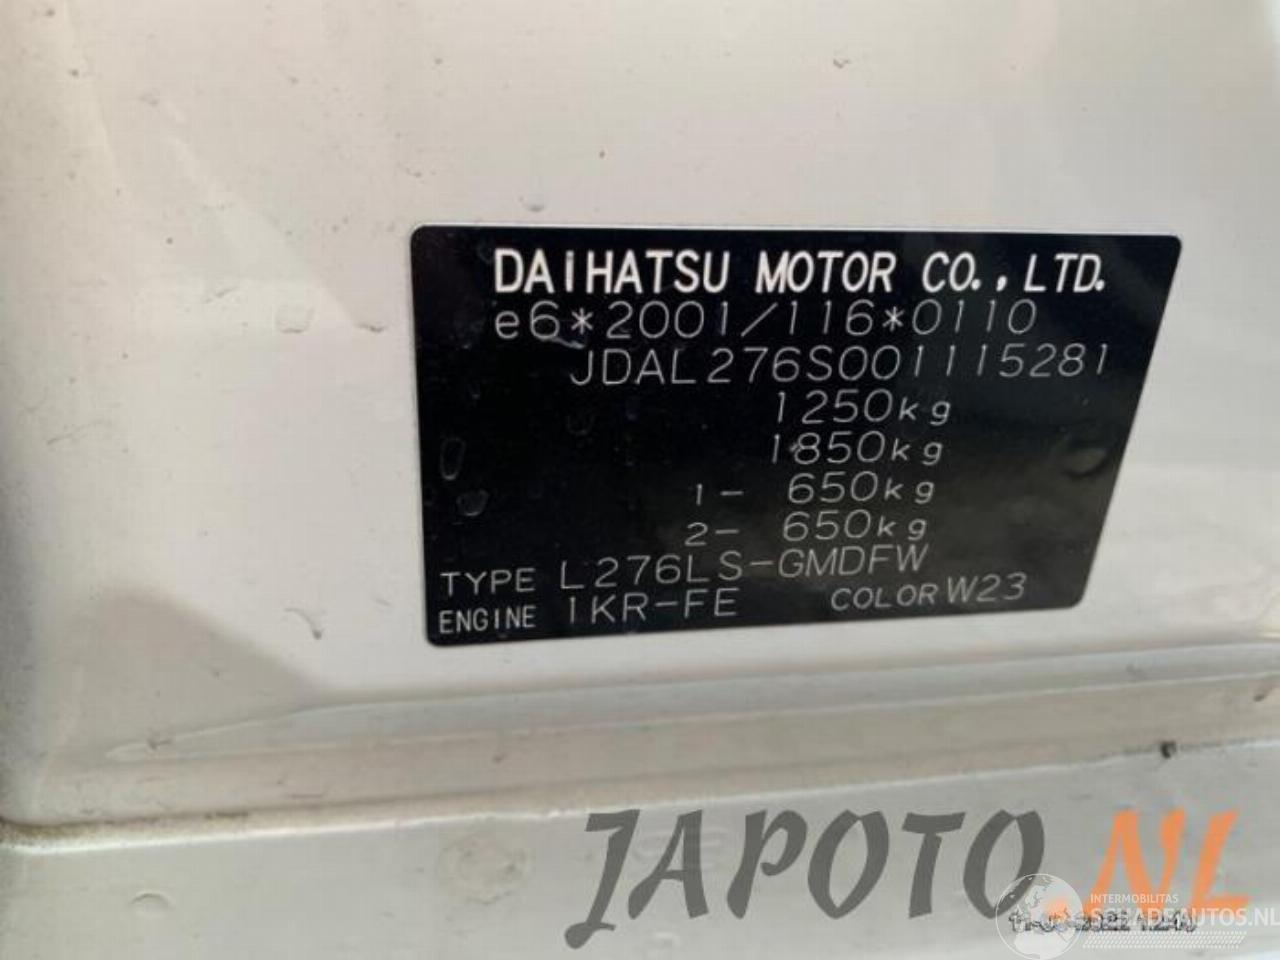 DAIHATSU MOTOR CO.,LTD.
e6*2001/116*0110
JDAL276S001115281
1250kg
1850kg
1- 650kg
2- 650kg
TYPE L276LS-GMDFW
ENGINE 1KR-FE COLOR W23
JAPOTO.NL
INTERMOBILITAS
SCHADEAUTOS.NL